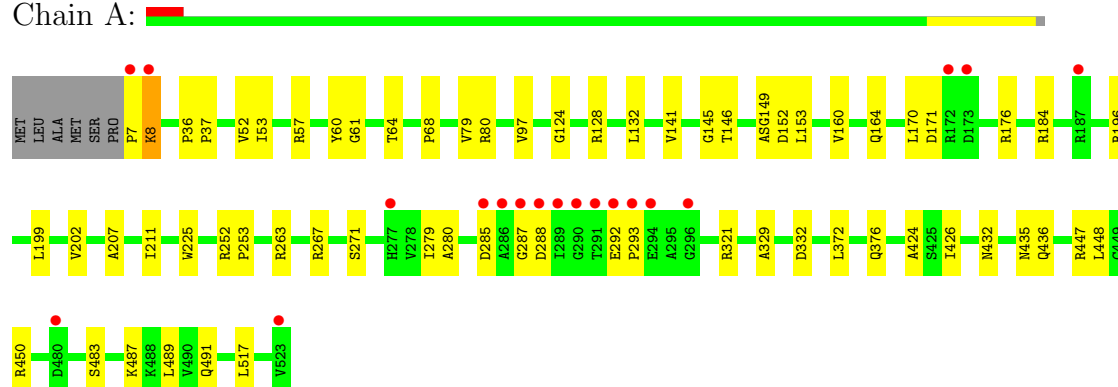 Chain A:
MET LEU ALA MET SER PRO P7 K8 P36 P37 V52 I53 R57 Y60 G61 T64 P68 V79 R80 V97 G124 R128 L132 V141 G145 T146 ASG149 D152 L153 V160 Q164 L170 D171 R172 D173 R176 R184 R187
L199 V202 A207 I211 W225 R252 P253 R263 R267 S271 H277 V278 I279 A280 D285 A286 G287 D288 I289 G290 T291 E292 P293 E294 A295 G296 R321 A329 D332 L372 Q376 A424 S425 I426 N432 N435 Q436 R447 L448
R450 D480 S483 K487 K488 L489 V490 Q491 L517 V523